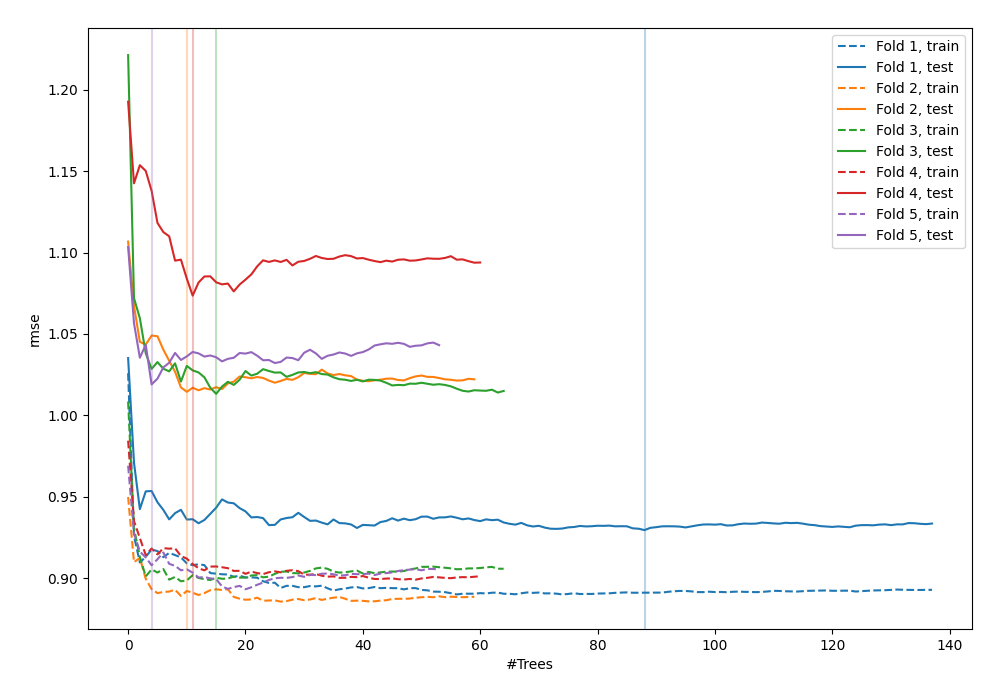 1.20
1.15
1.10
1.05
1.00
0.95
0.90
rmse
0
20
40
60
80
100
120
140
#Trees
Fold 1, train
Fold 1, test
Fold 2, train
Fold 2, test
Fold 3, train
Fold 3, test
Fold 4, train
Fold 4, test
Fold 5, train
Fold 5, test